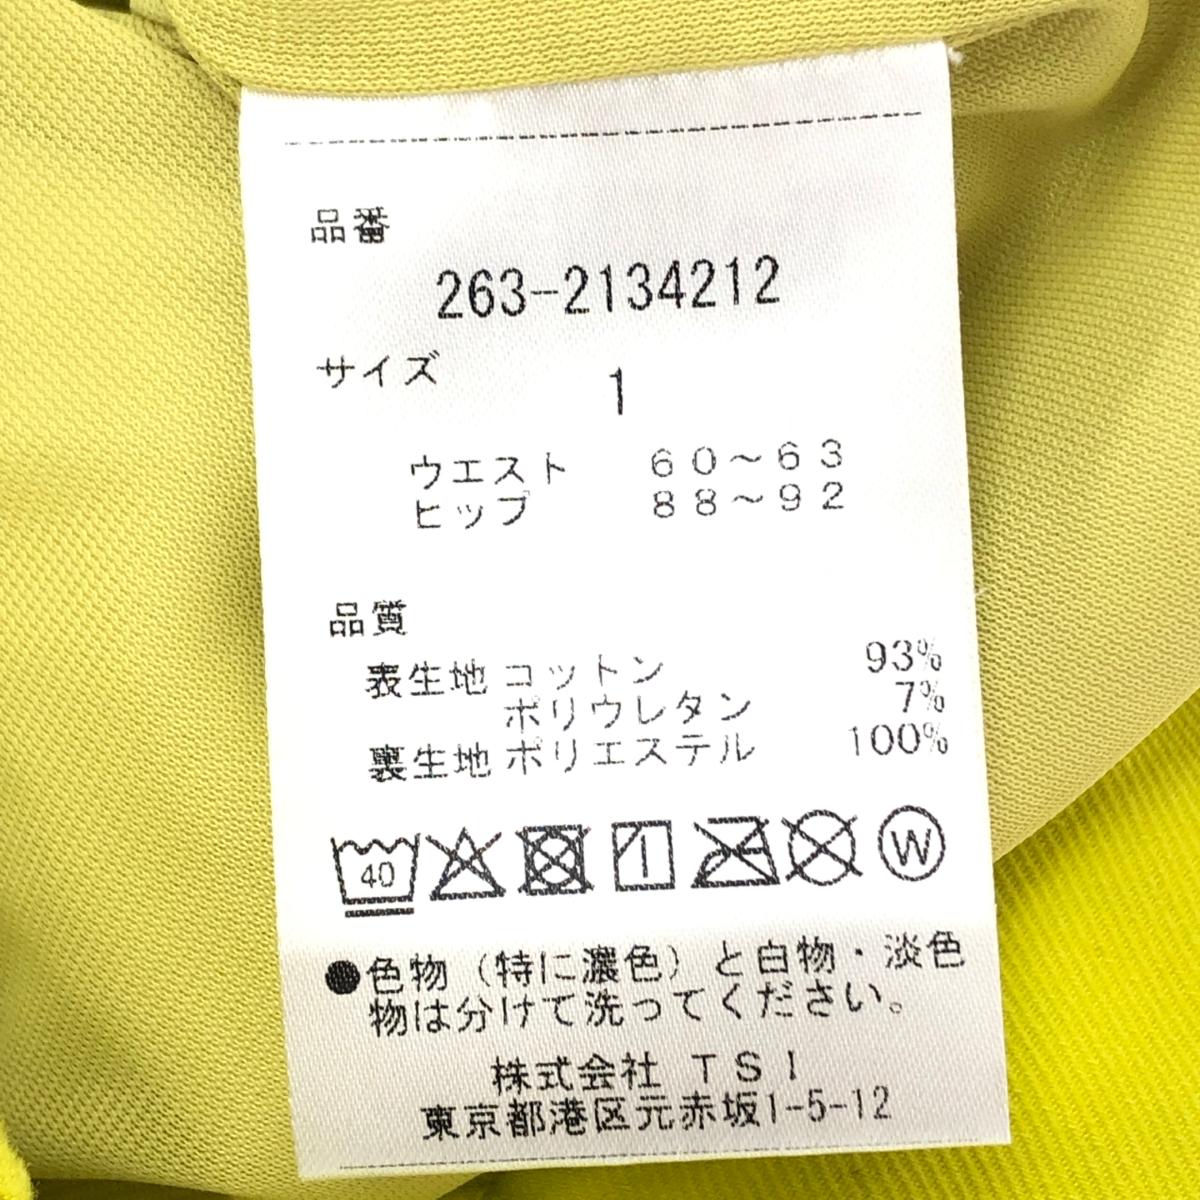 品番
263-2134212
サイズ
1
ウエスト 60～63
ヒップ 88～92
品質
表生地 コットン 93%
ポリウレタン 7%
裏生地 ポリエステル 100%
40 W
●色物（特に濃色）と白物・淡色
物は分けて洗ってください。
株式会社 TSI
東京都港区元赤坂1-5-12